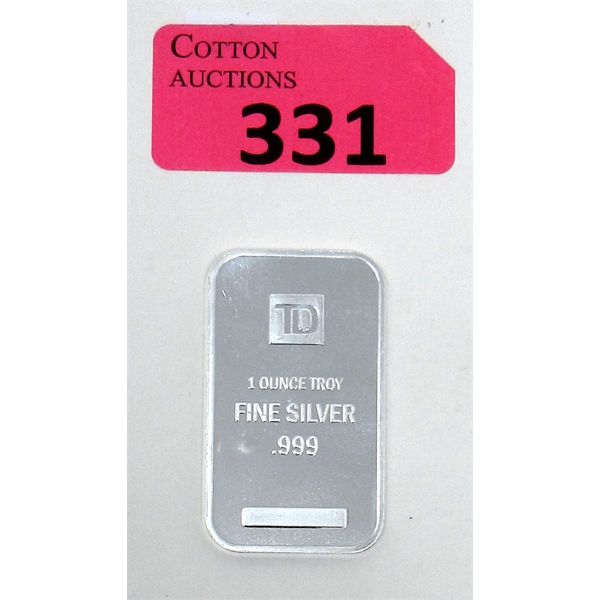 COTTON
AUCTIONS
331
TD
1 OUNCE TROY
FINE SILVER
.999